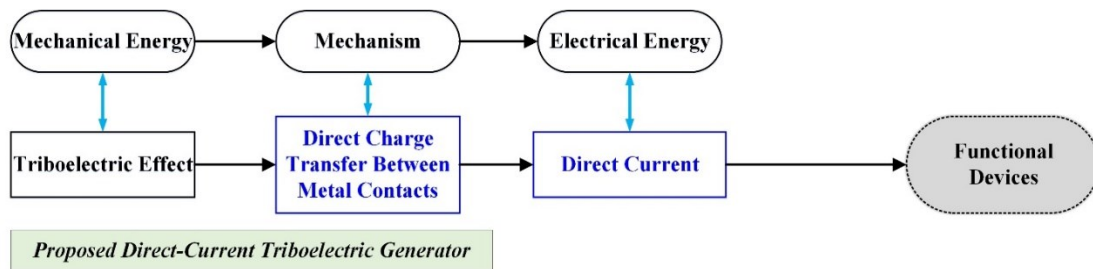 Mechanical Energy
Mechanism
Electrical Energy
Triboelectric Effect
Direct Charge
Transfer Between
Metal Contacts
Direct Current
Functional
Devices
Proposed Direct-Current Triboelectric Generator